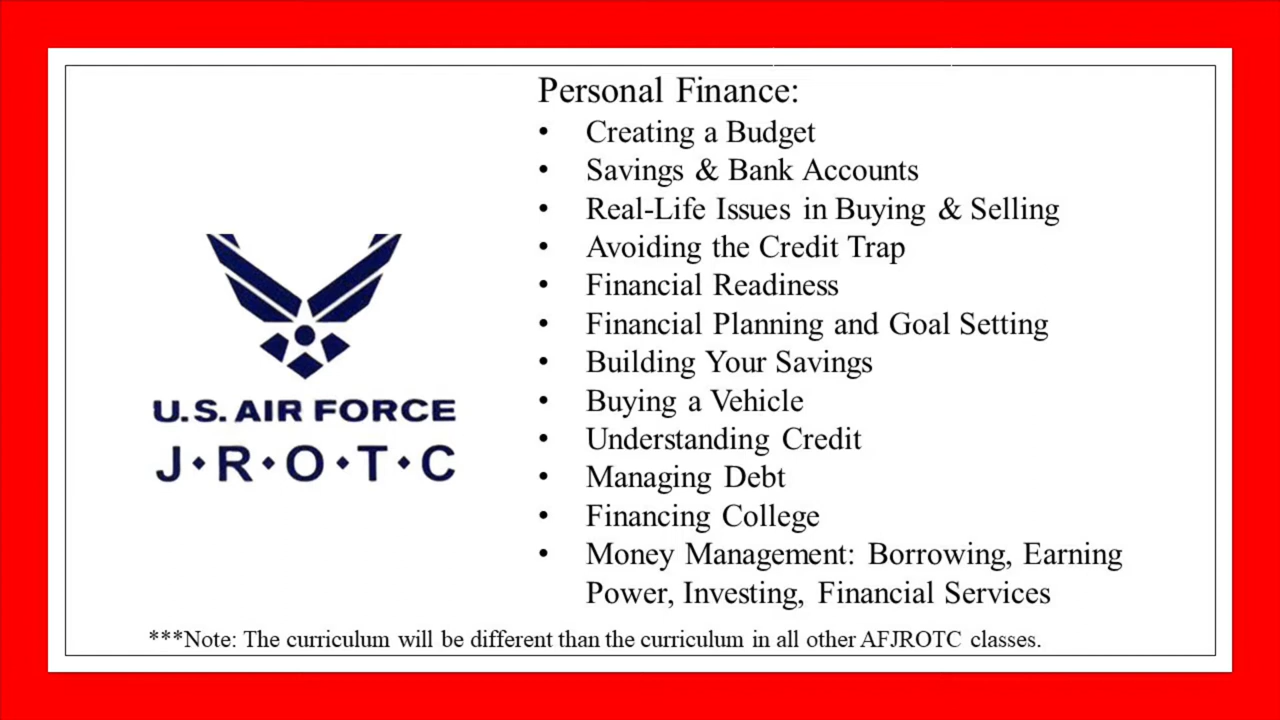 Personal Finance:
• Creating a Budget
• Savings & Bank Accounts
• Real-Life Issues in Buying & Selling
• Avoiding the Credit Trap
• Financial Readiness
• Financial Planning and Goal Setting
• Building Your Savings
• Buying a Vehicle
• Understanding Credit
• Managing Debt
• Financing College
• Money Management: Borrowing, Earning
Power, Investing, Financial Services
U.S. AIR FORCE
J•R•O•T•C
***Note: The curriculum will be different than the curriculum in all other AFJROTC classes.